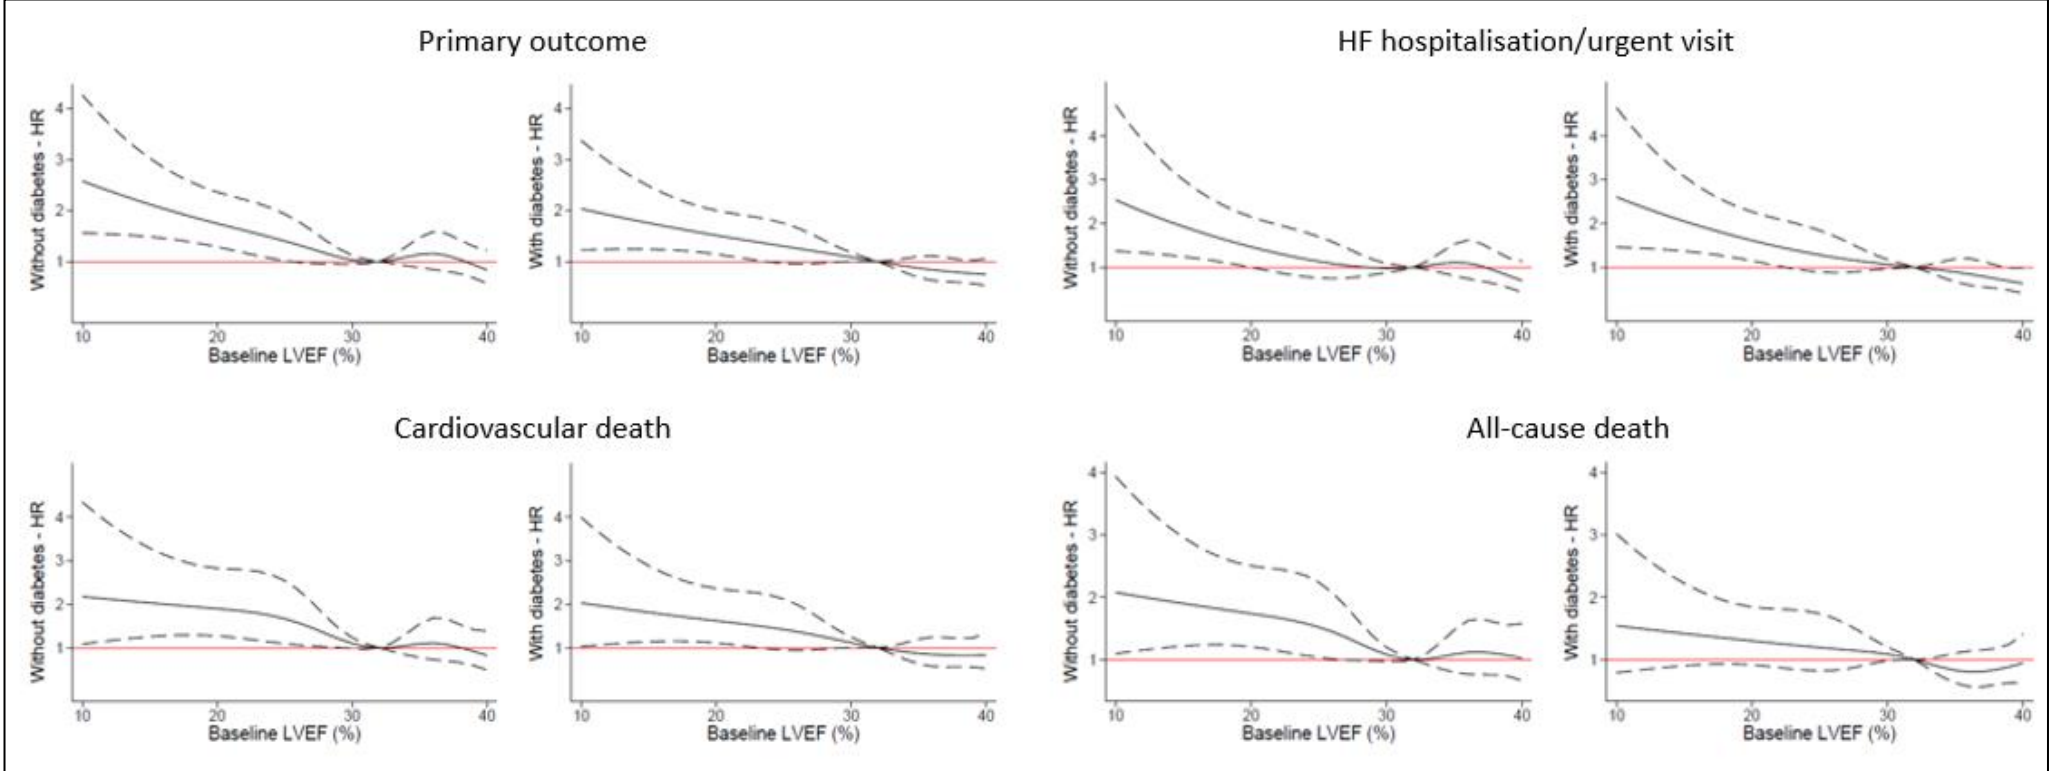 Primary outcome
HF hospitalisation/urgent visit
Without diabetes - HR
4
3
2
1
10 20 30 40
Baseline LVEF (%)
With diabetes - HR
4
3
2
1
10 20 30 40
Baseline LVEF (%)
Without diabetes - HR
4
3
2
1
10 20 30 40
Baseline LVEF (%)
With diabetes - HR
4
3
2
1
10 20 30 40
Baseline LVEF (%)
Cardiovascular death
All-cause death
Without diabetes - HR
4
3
2
1
10 20 30 40
Baseline LVEF (%)
With diabetes - HR
4
3
2
1
10 20 30 40
Baseline LVEF (%)
Without diabetes - HR
4
3
2
1
10 20 30 40
Baseline LVEF (%)
With diabetes - HR
4
3
2
1
10 20 30 40
Baseline LVEF (%)